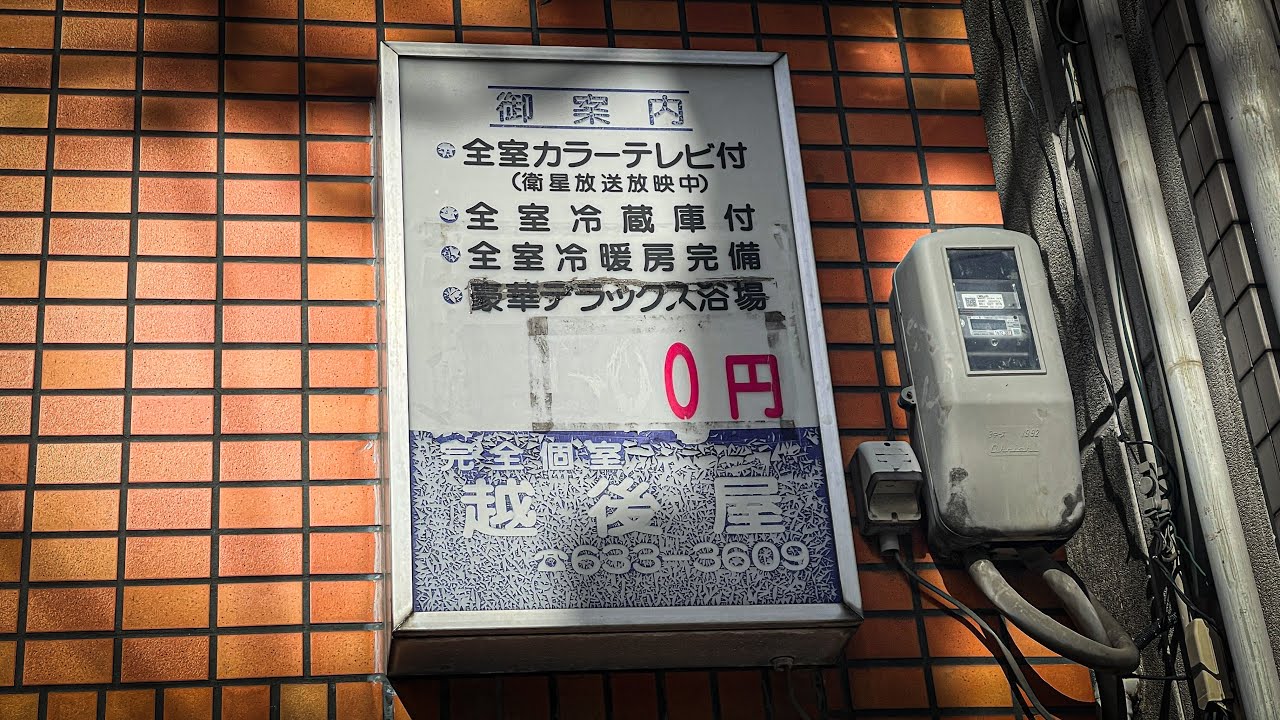 御案内
全室カラーテレビ付
(衛星放送放映中)
全室冷蔵庫付
全室冷暖房完備
豪華デラックス浴場
0円
完全個室
越後屋
☎633-3609